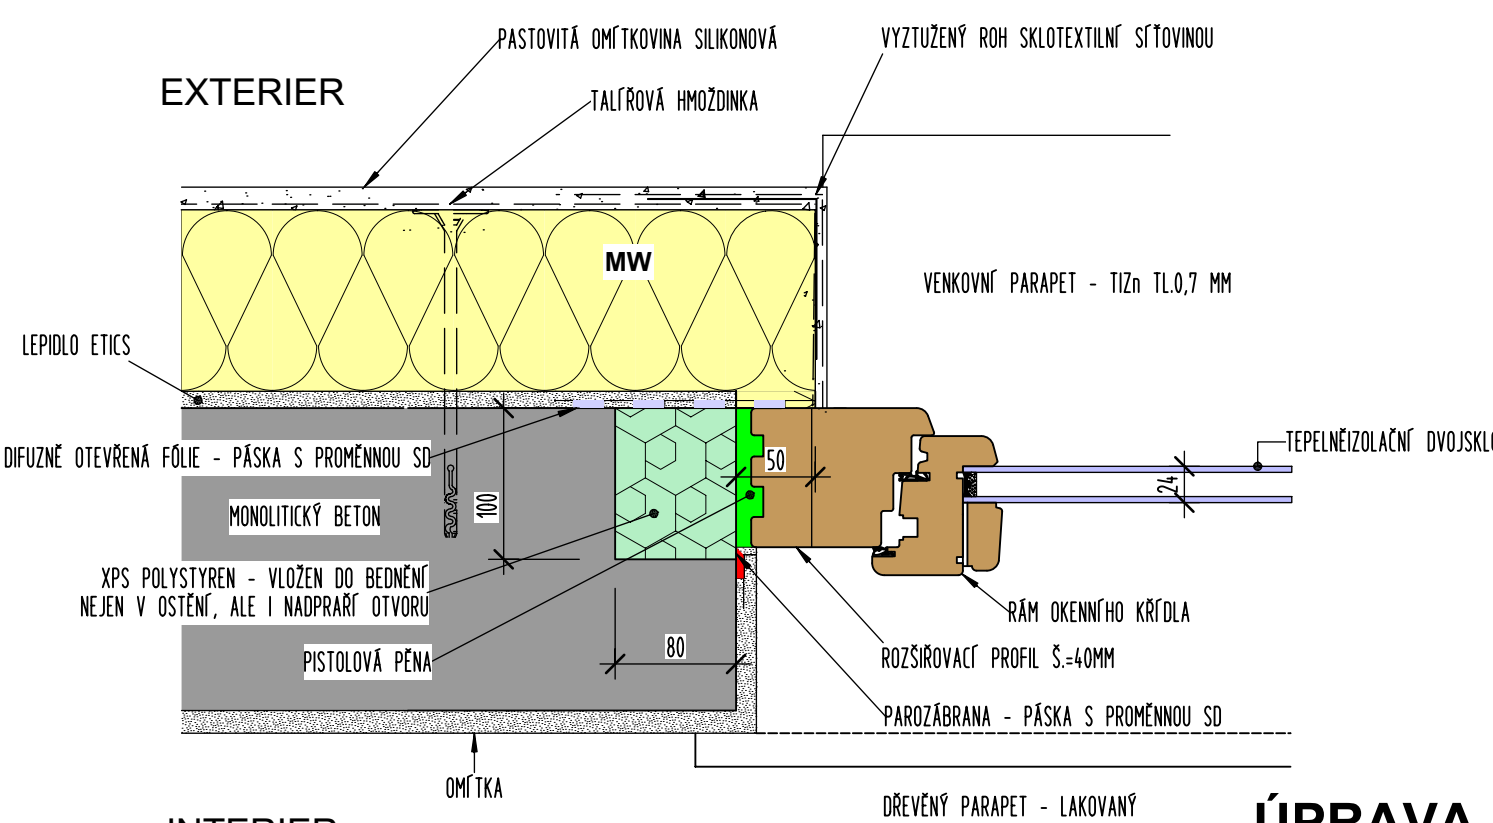 PASTOVITÁ OMÍTKOVINA SILIKONOVÁ
VYZTUŽENÝ ROH SKLOTEXTILNÍ SÍŤOVINOU
EXTERIER
TALÍŘOVÁ HMOŽDINKA
MW
VENKOVNÍ PARAPET - TIZn TL.0,7 MM
LEPIDLO ETICS
DIFUZNĚ OTEVŘENÁ FÓLIE - PÁSKA S PROMĚNNOU SD
50
TEPELNĚIZOLAČNÍ DVOJSKLO
24
100
MONOLITICKÝ BETON
XPS POLYSTYREN - VLOŽEN DO BEDNĚNÍ
NEJEN V OSTĚNÍ, ALE I NADPRAŽÍ OTVORU
RÁM OKENNÍHO KŘÍDLA
80
PISTOLOVÁ PĚNA
ROZŠIŘOVACÍ PROFIL Š.=40MM
PAROZÁBRANA - PÁSKA S PROMĚNNOU SD
OMÍTKA
DŘEVĚNÝ PARAPET - LAKOVANÝ
INTERIER
ÚPRAVA